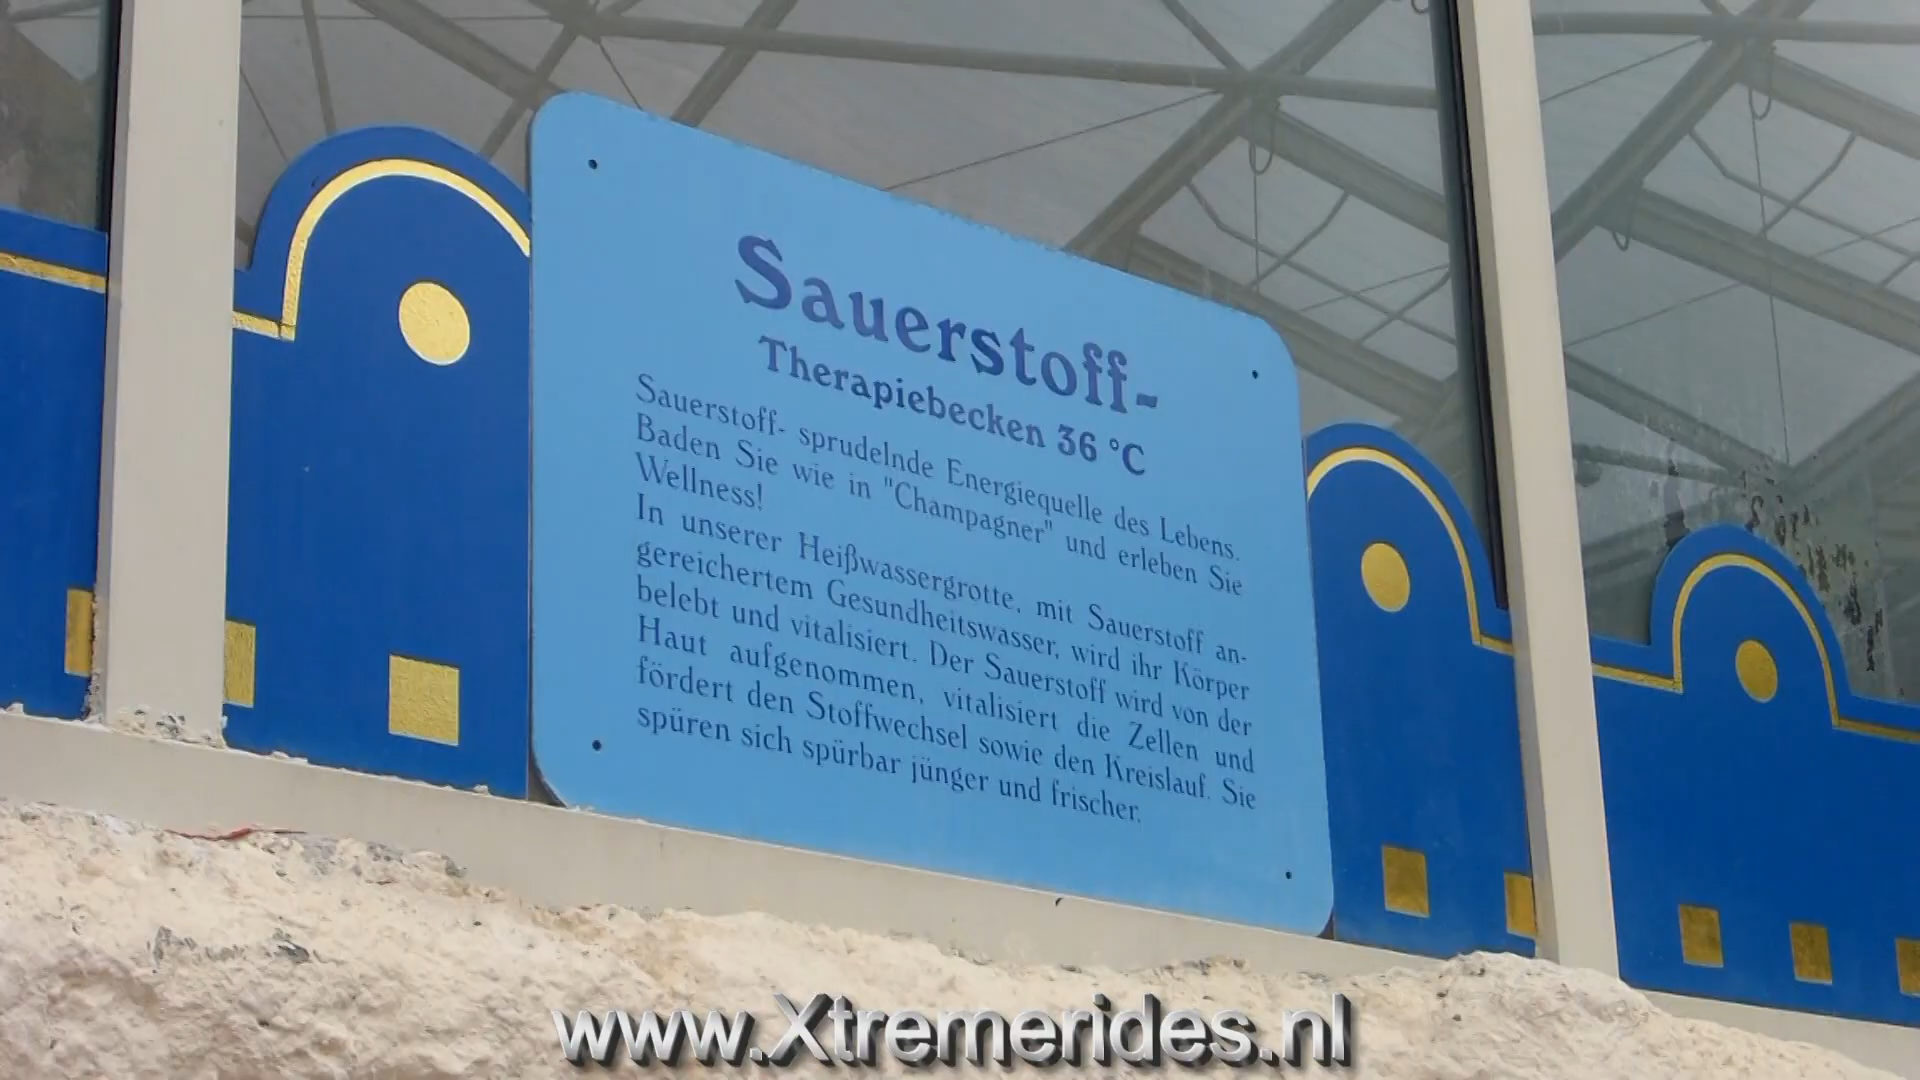 Sauerstoff-
Therapiebecken 36 °C
Sauerstoff- sprudelnde Energiequelle des Lebens.
Baden Sie wie in "Champagner" und erleben Sie
Wellness!
In unserer Heißwassergrotte, mit Sauerstoff an-
gereichertem Gesundheitswasser, wird ihr Körper
belebt und vitalisiert. Der Sauerstoff wird von der
Haut aufgenommen, vitalisiert die Zellen und
fördert den Stoffwechsel sowie den Kreislauf. Sie
spüren sich spürbar jünger und frischer.
www.Xtremerides.nl